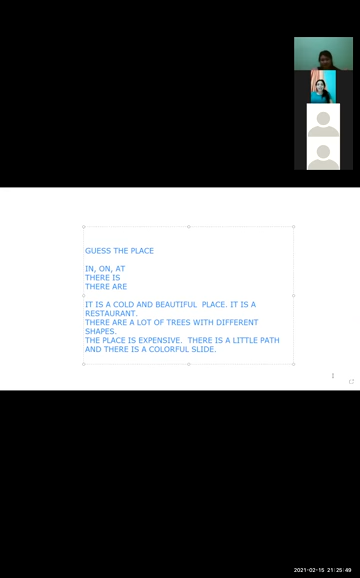 GUESS THE PLACE
IN, ON, AT
THERE IS
THERE ARE
IT IS A COLD AND BEAUTIFUL PLACE. IT IS A
RESTAURANT.
THERE ARE A LOT OF TREES WITH DIFFERENT
SHAPES.
THE PLACE IS EXPENSIVE. THERE IS A LITTLE PATH
AND THERE IS A COLORFUL SLIDE.
2021-02-15 21:25:49